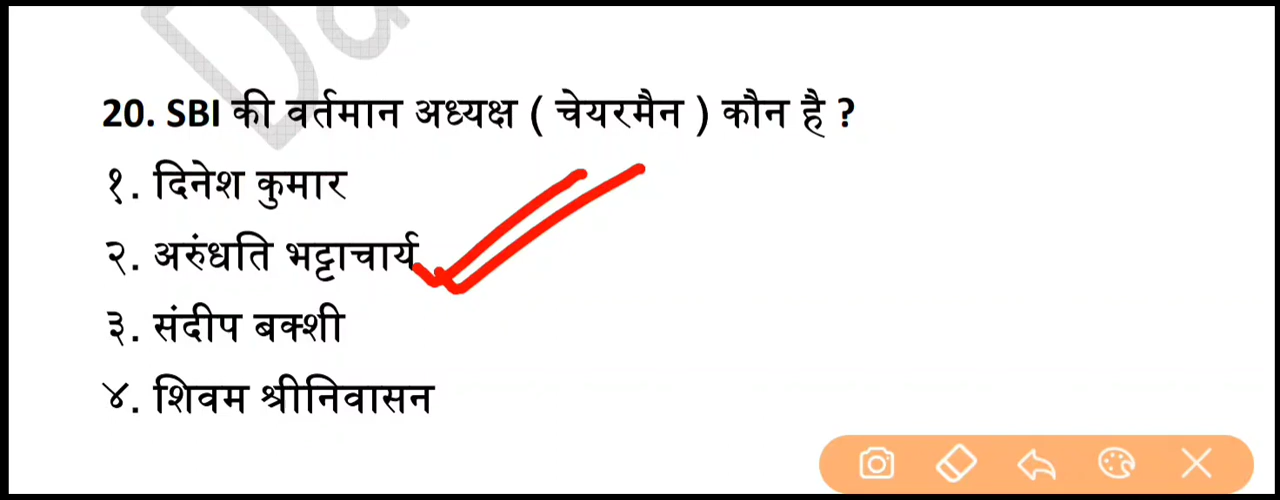 20. SBI की वर्तमान अध्यक्ष ( चेयरमैन ) कौन है ?
१. दिनेश कुमार
२. अरुंधति भट्टाचार्य
३. संदीप बक्शी
४. शिवम श्रीनिवासन